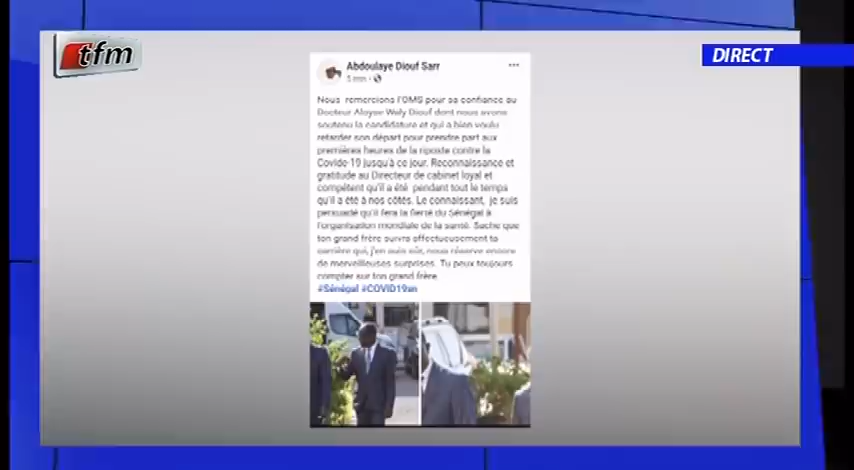 tfm
DIRECT
Abdoulaye Diouf Sarr
5 min
Nous remercions l'OMS pour sa confiance au
Docteur Aloyse Waly Diouf dont nous avons
soutenu la candidature et qui a bien voulu
retarder son départ pour prendre part aux
premières heures de la riposte contre la
Covide-19 jusqu'à ce jour. Reconnaissance et
gratitude au Directeur de cabinet loyal et
compétent qu'il a été pendant tout le temps
qu'il a été à nos côtés. Le connaissant, je suis
persuadé qu'il fera la fierté du Sénégal à
l'organisation mondiale de la santé. Sache que
ton grand frère suivra affectueusement ta
carrière qui, j'en suis sûr, nous réserve encore
de merveilleuses surprises. Tu peux toujours
compter sur ton grand frère.
#Sénégal #COVID19sn